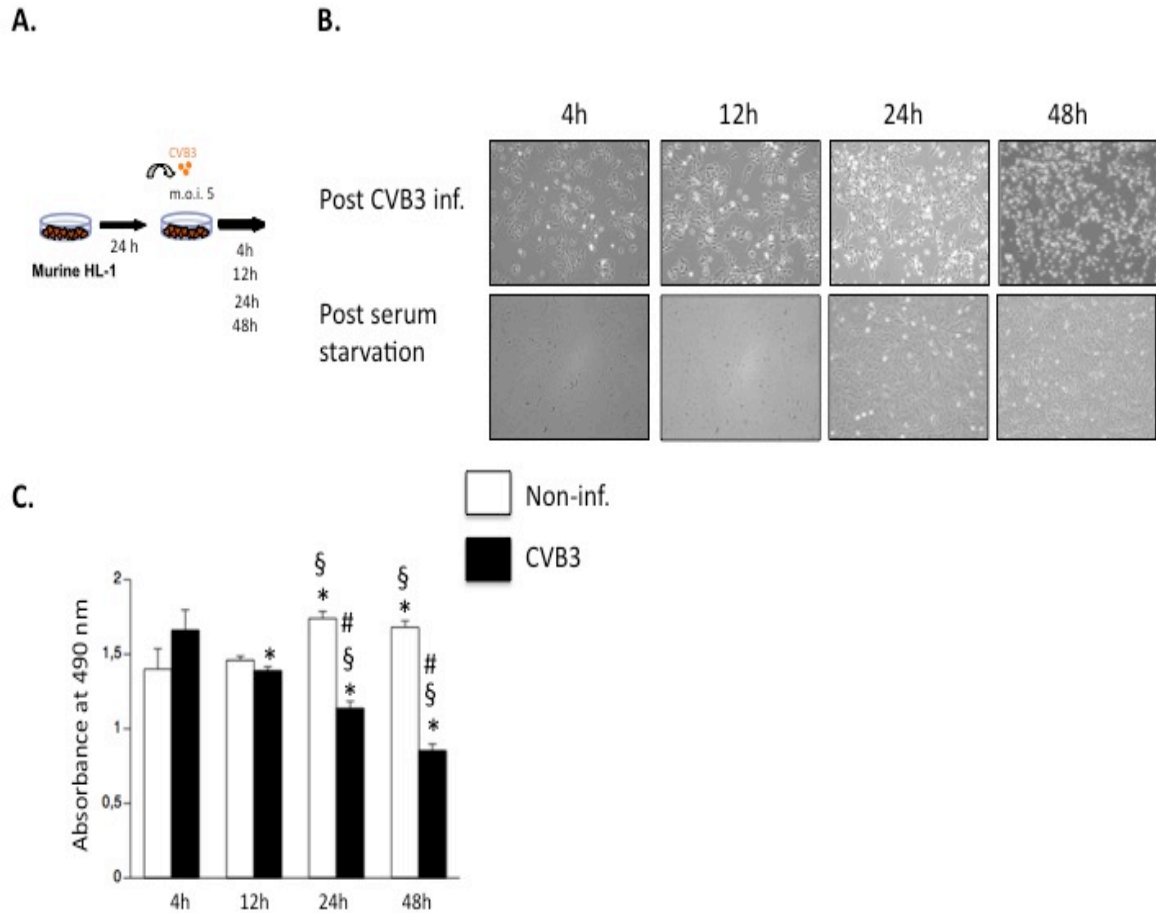 A.
B.
CVB3
m.o.i. 5
24 h
4h
12h
24h
48h
Murine HL-1
4h 12h 24h 48h
Post CVB3 inf.
Post serum
starvation
C.
Non-inf.
CVB3
Absorbance at 490 nm
2
1,5
1
0,5
0
§
*
#
§
*
§
*
#
§
*
*
4h 12h 24h 48h